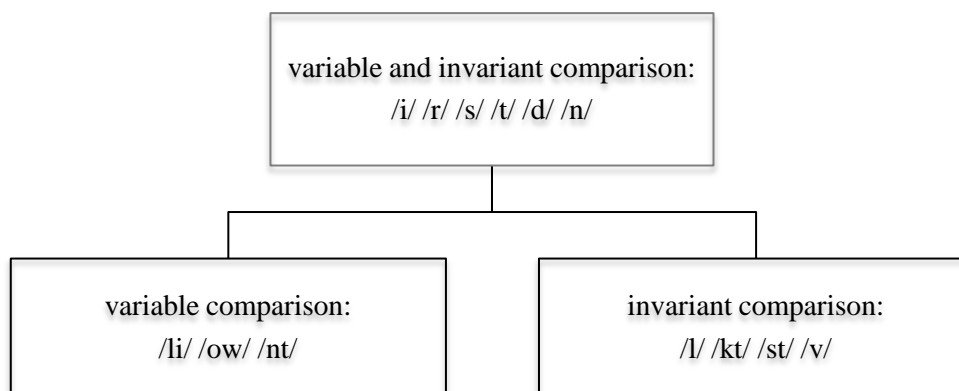 variable and invariant comparison:
/i/ /r/ /s/ /t/ /d/ /n/
variable comparison:
/li/ /ow/ /nt/
invariant comparison:
/l/ /kt/ /st/ /v/